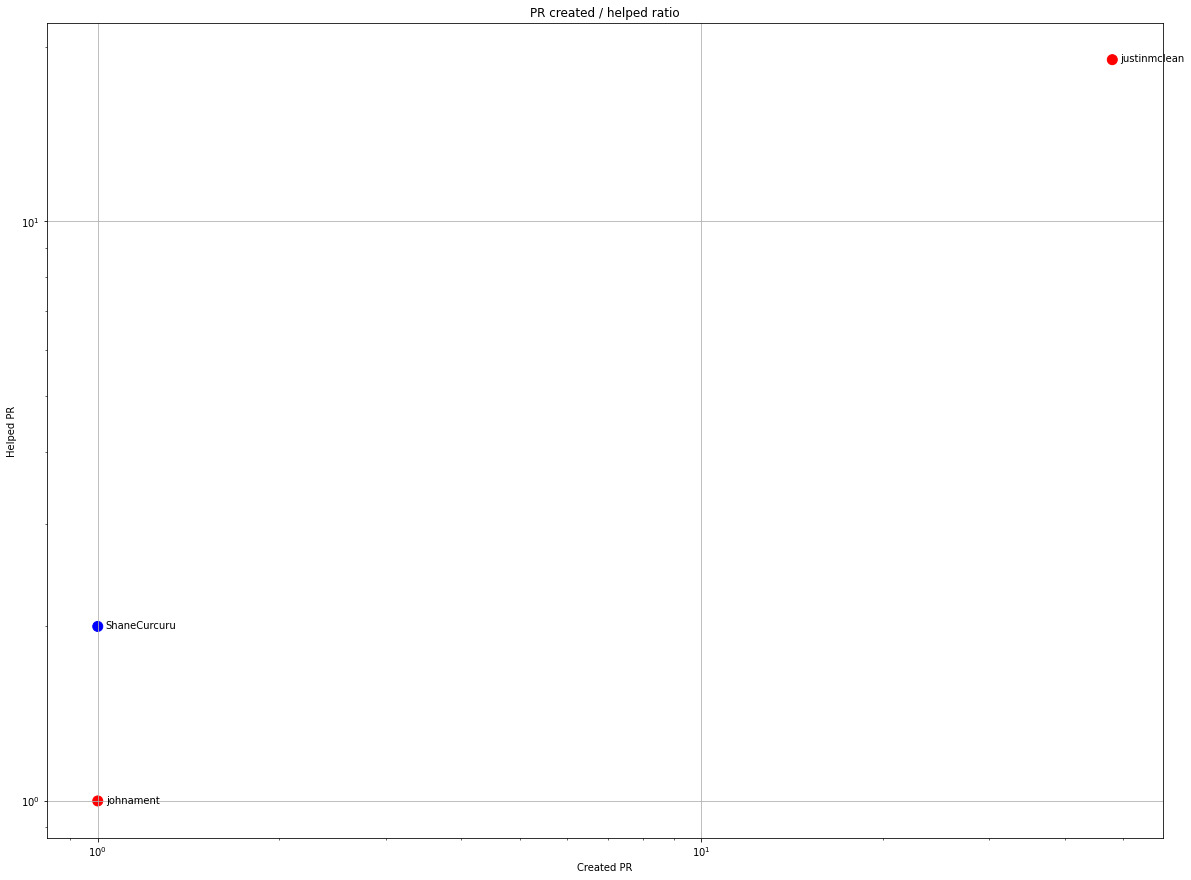 PR created / helped ratio
justinmclean
10¹
Helped PR
ShaneCurcuru
10⁰
johnament
10⁰ 10¹
Created PR